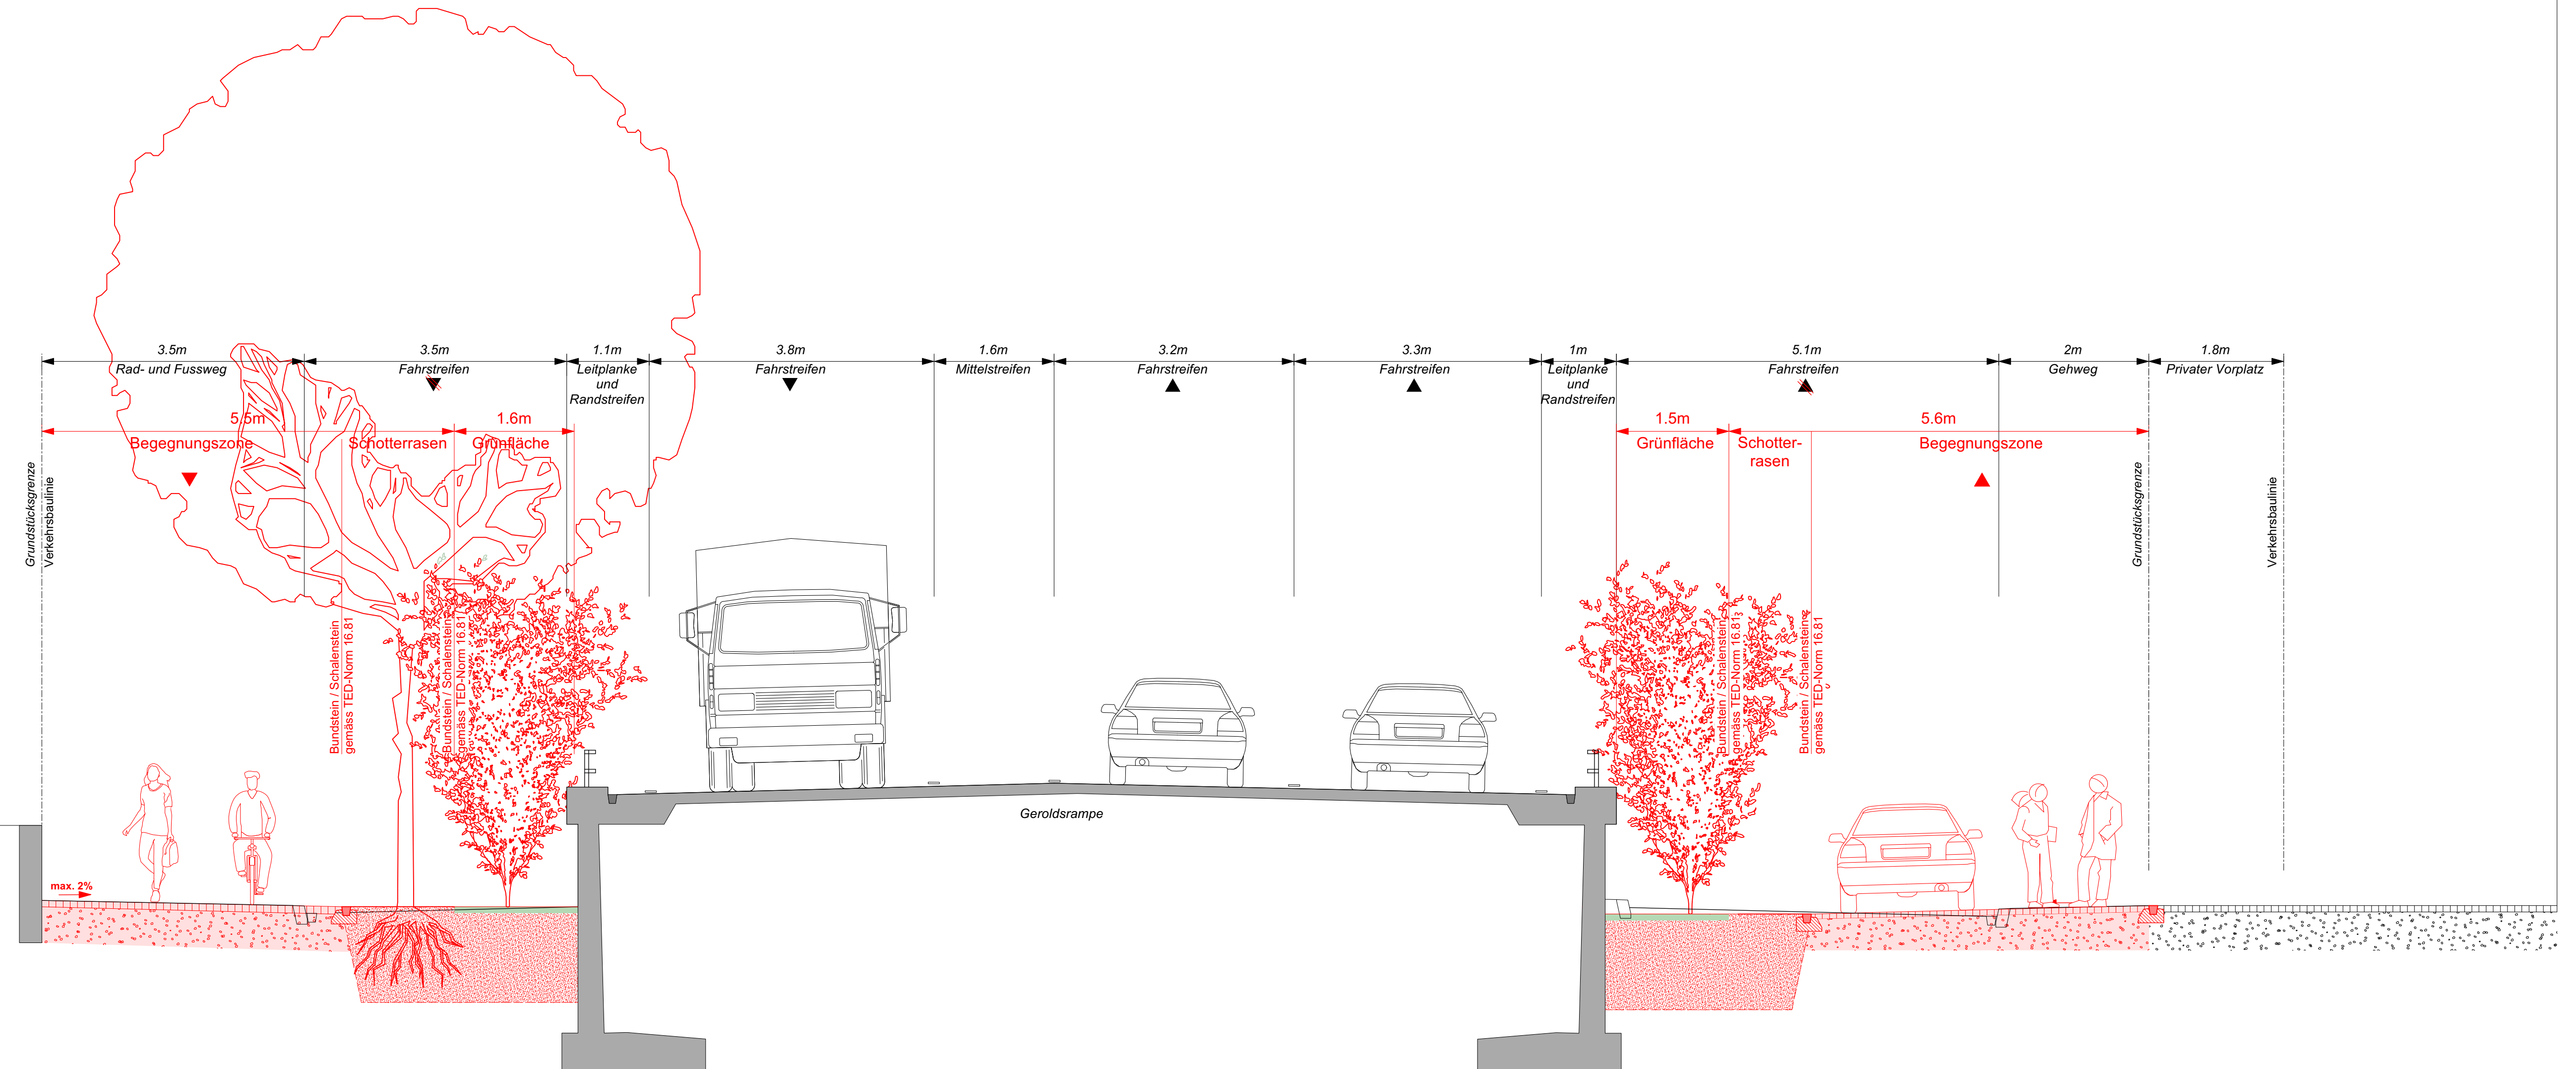 3.5m
3.5m
1.1m
3.8m
1.6m
3.2m
3.3m
1m
5.1m
2m
1.8m
Rad- und Fussweg
Fahrstreifen
Leitplanke
und
Randstreifen
Fahrstreifen
Mittelstreifen
Fahrstreifen
Fahrstreifen
Leitplanke
und
Randstreifen
Fahrstreifen
Gehweg
Privater Vorplatz
5.5m
1.6m
1.5m
5.6m
Begegnungszone
Schotterrasen
Grünfläche
Grünfläche
Schotter-
rasen
Begegnungszone
Grundstücksgrenze
Verkehrsbaulinie
Grundstücksgrenze
Verkehrsbaulinie
Bundstein / Schalenstein
gemäss TED-Norm 16.81
Bundstein / Schalenstein
gemäss TED-Norm 16.81
Bundstein / Schalenstein
gemäss TED-Norm 16.81
Bundstein / Schalenstein
gemäss TED-Norm 16.81
Geroldsrampe
max. 2%